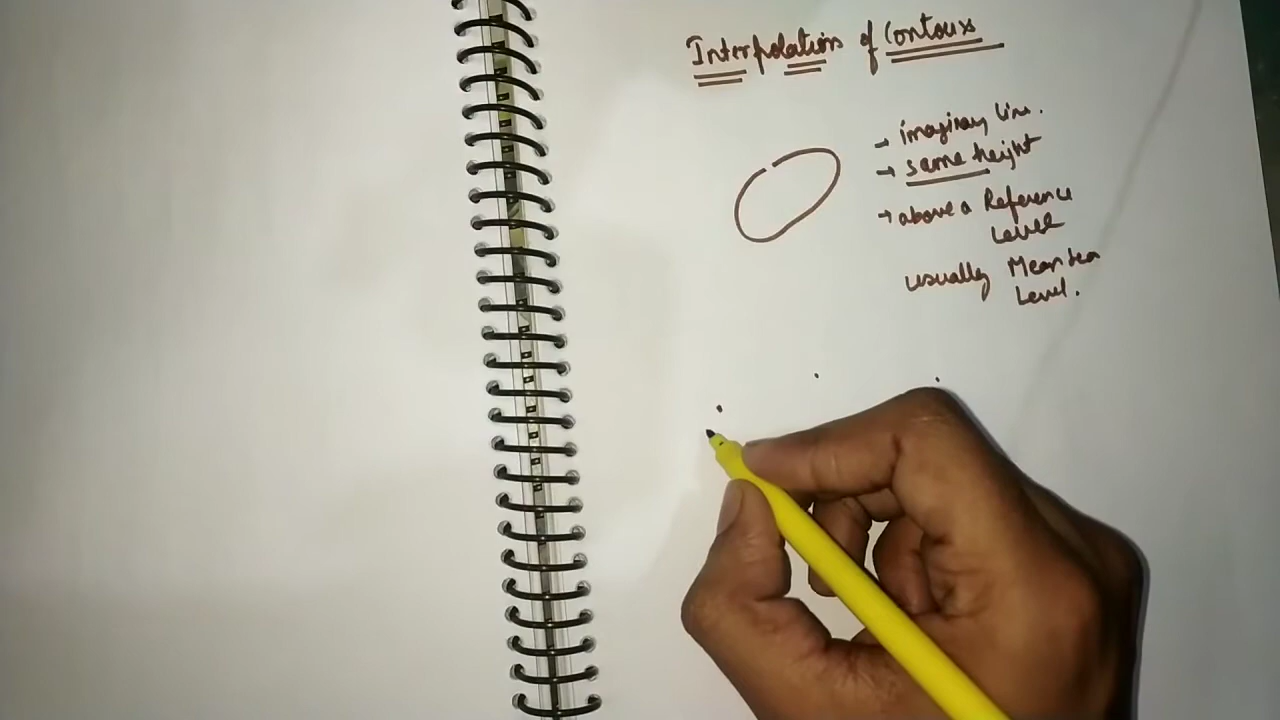 Interpolation of Contours
→ imaginary line.
→ same height
→ above a Reference
Level
usually Mean sea
Level.